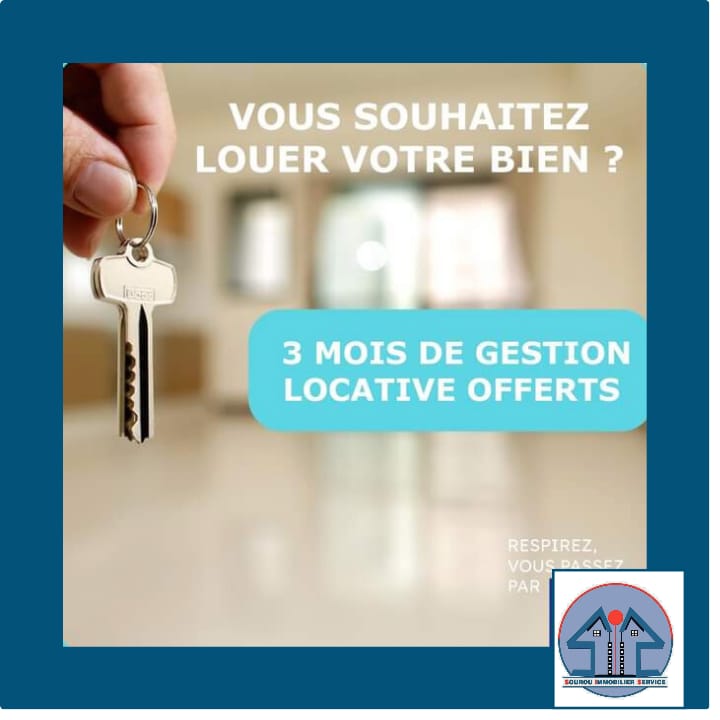 VOUS SOUHAITEZ
LOUER VOTRE BIEN ?
3 MOIS DE GESTION
LOCATIVE OFFERTS
RESPIREZ,
VOUS PASSEZ
PAR
SOUROU IMMOBILIER SERVICE